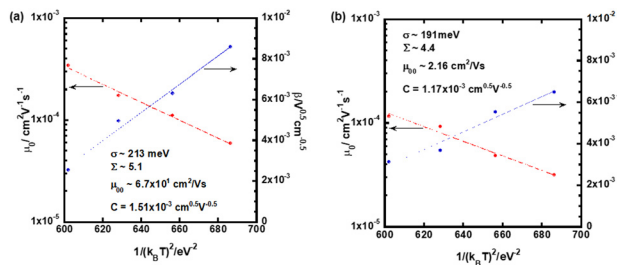 (a)
1x10⁻³
1x10⁻⁴
1x10⁻⁵
μ₀/ cm²V⁻¹s⁻¹
1x10⁻²
8x10⁻³
6x10⁻³
4x10⁻³
2x10⁻³
0
β/V⁰·⁵cm⁻⁰·⁵
σ ~ 213 meV
Σ ~ 5.1
μ₀₀ ~ 6.7x10¹ cm²/Vs
C = 1.51x10⁻³ cm⁰·⁵V⁻⁰·⁵
600 620 640 660 680 700
1/(k_BT)²/eV⁻²
(b)
1x10⁻³
1x10⁻⁴
1x10⁻⁵
μ₀/ cm²V⁻¹s⁻¹
1x10⁻²
8x10⁻³
6x10⁻³
4x10⁻³
2x10⁻³
0
σ ~ 191meV
Σ ~ 4.4
μ₀₀ ~ 2.16 cm²/Vs
C = 1.17x10⁻³ cm⁰·⁵V⁻⁰·⁵
600 620 640 660 680 700
1/(k_BT)²/eV⁻²